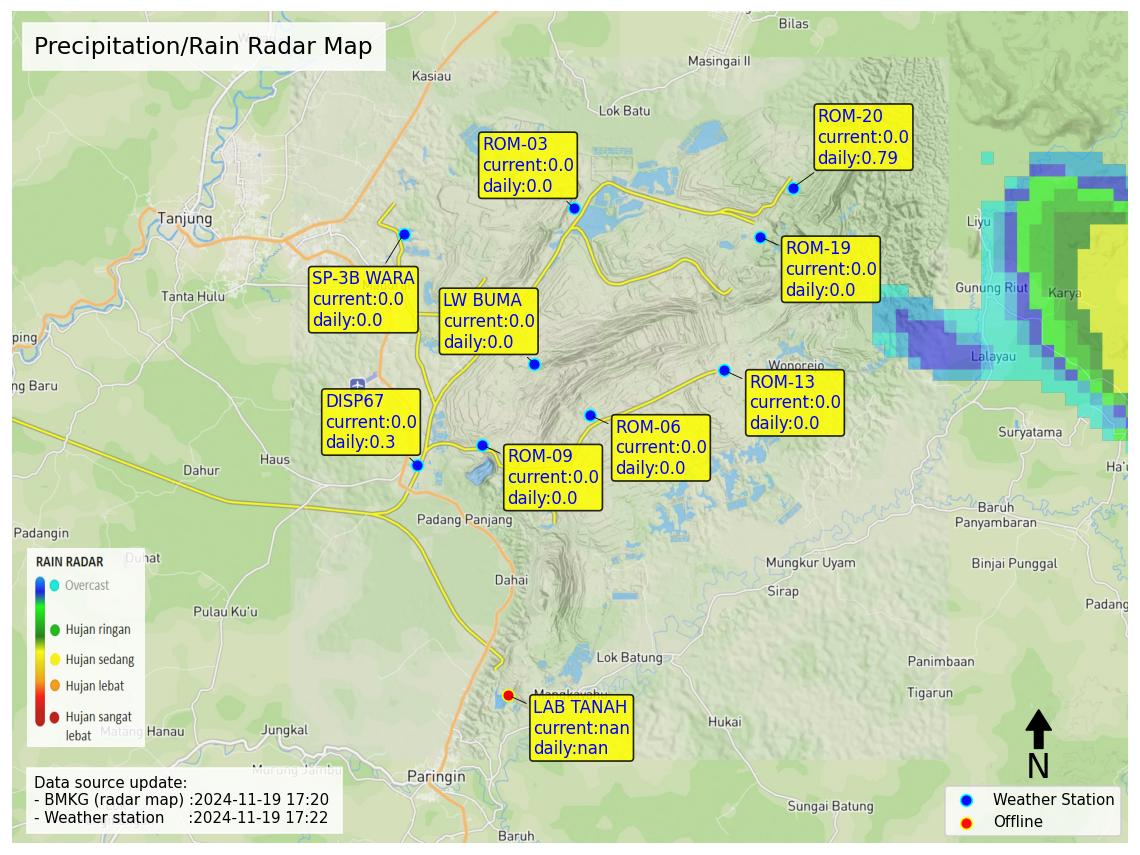 Precipitation/Rain Radar Map
Bilas
Masingai II
Kasiau
Lok Batu
ROM-20
current:0.0
daily:0.79
ROM-03
current:0.0
daily:0.0
Tanjung
Liyu
ROM-19
current:0.0
daily:0.0
SP-3B WARA
current:0.0
daily:0.0
Tanta Hulu
LW BUMA
current:0.0
daily:0.0
Gunung Riut
Karya
ping
Lalayau
Wonorejo
ng Baru
ROM-13
current:0.0
daily:0.0
DISP67
current:0.0
daily:0.3
ROM-06
current:0.0
daily:0.0
Suryatama
ROM-09
current:0.0
daily:0.0
Haus
Dahur
Ha'u
Baruh
Panyambaran
Padang Panjang
Padangin
Duhat
Mungkur Uyam
Binjai Punggal
RAIN RADAR
Overcast
Hujan ringan
Hujan sedang
Hujan lebat
Hujan sangat
lebat
Dahai
Sirap
Padang
Pulau Ku'u
Lok Batung
Panimbaan
Mangkayahu
Tigarun
LAB TANAH
current:nan
daily:nan
Hukai
Matang Hanau
Jungkal
Murung Jambu
Paringin
N
Data source update:
- BMKG (radar map) :2024-11-19 17:20
- Weather station :2024-11-19 17:22
Sungai Batung
Weather Station
Offline
Baruh